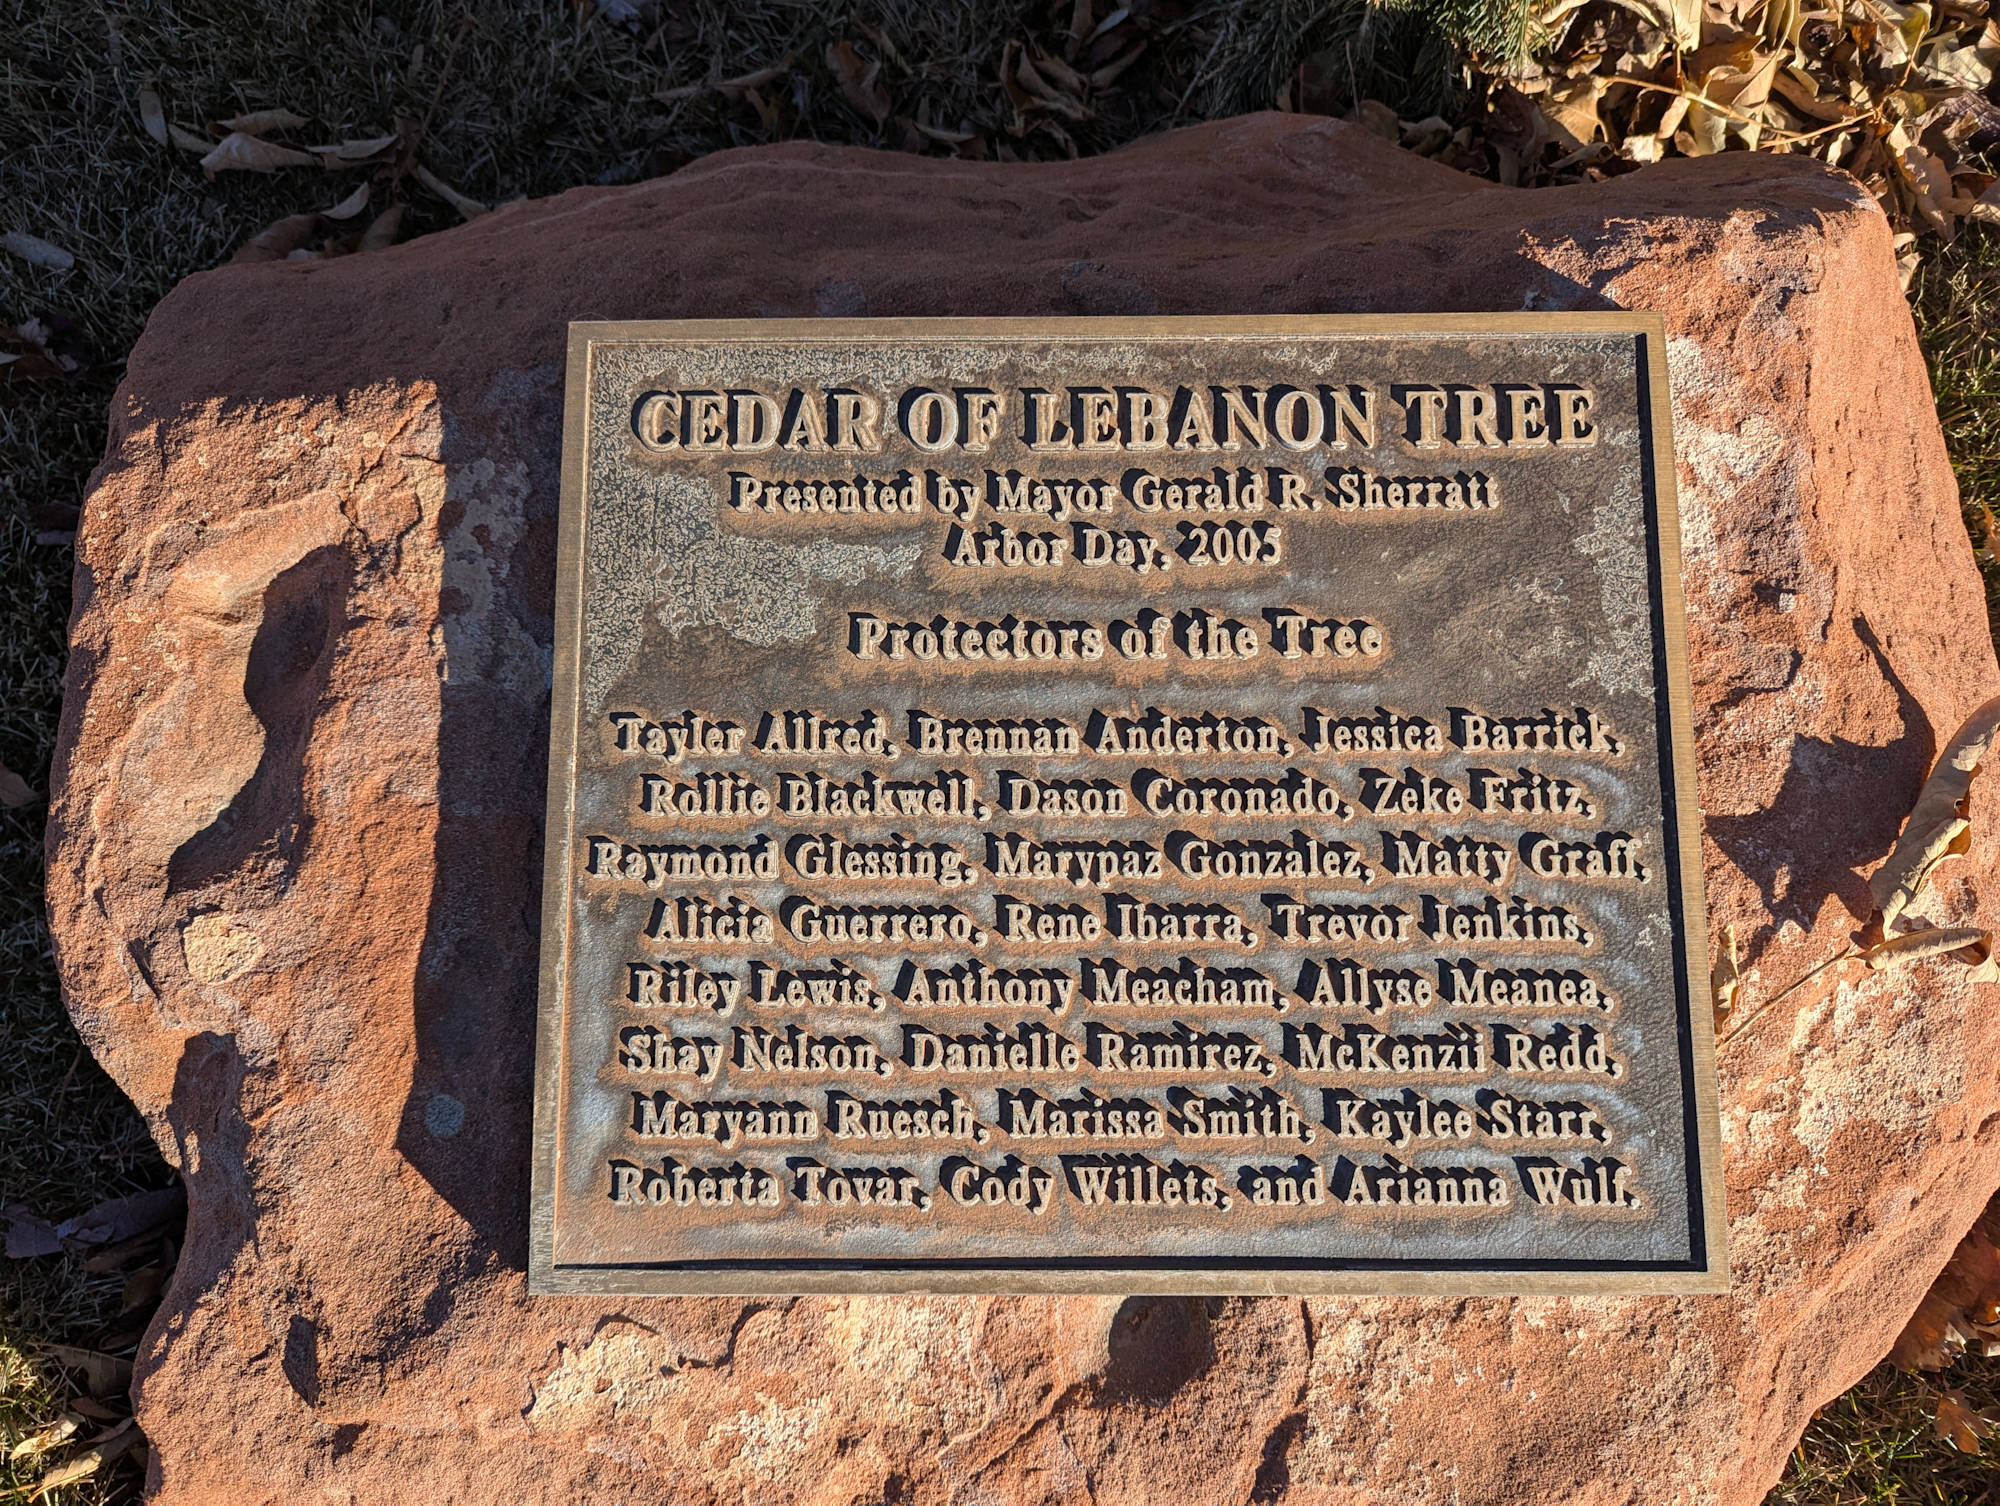 CEDAR OF LEBANON TREE
Presented by Mayor Gerald R. Sherratt
Arbor Day, 2005
Protectors of the Tree
Tayler Allred, Brennan Anderton, Jessica Barrick,
Rollie Blackwell, Dason Coronado, Zeke Fritz,
Raymond Glessing, Marypaz Gonzalez, Matty Graff,
Alicia Guerrero, Rene Ibarra, Trevor Jenkins,
Riley Lewis, Anthony Meacham, Allyse Meanea,
Shay Nelson, Danielle Ramirez, McKenzii Redd,
Maryann Ruesch, Marissa Smith, Kaylee Starr,
Roberta Tovar, Cody Willets, and Arianna Wulf.